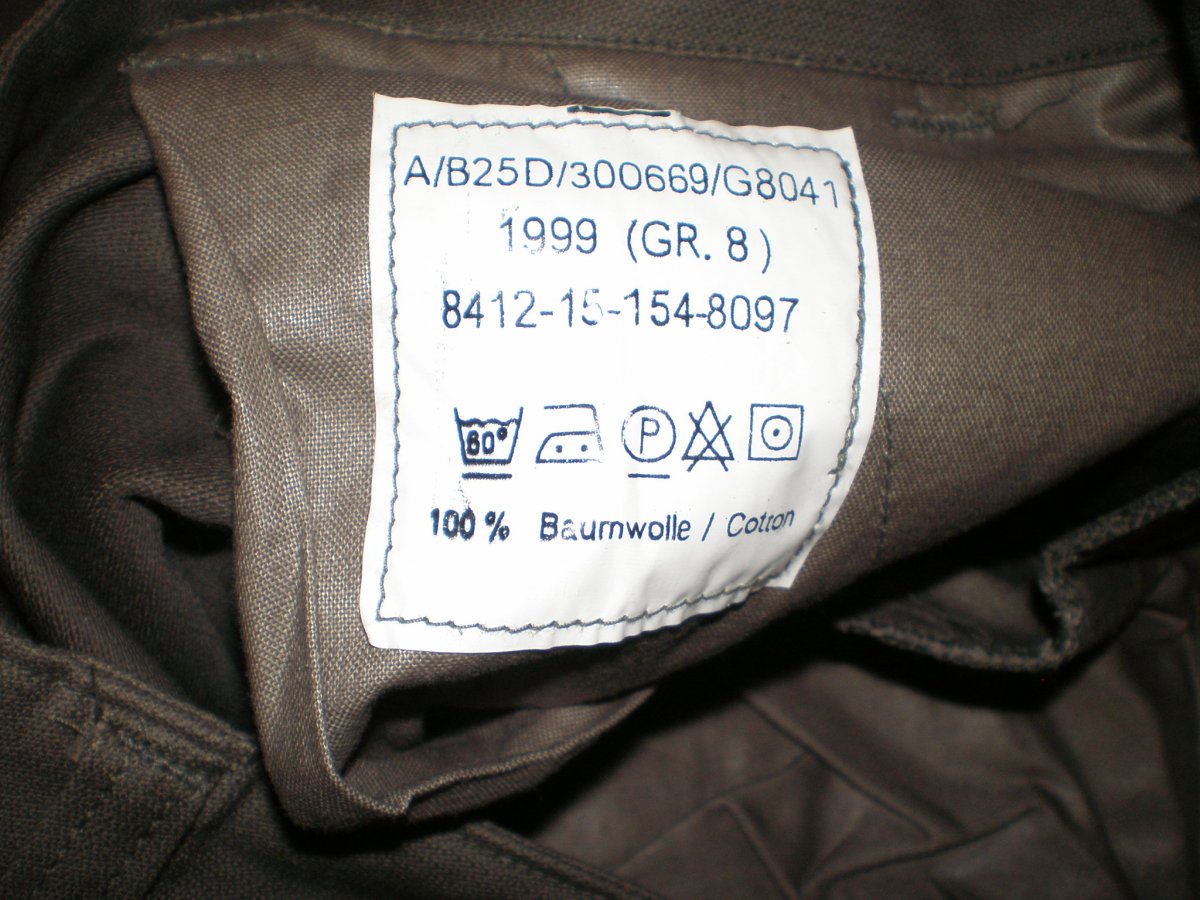 A/B25D/300669/G8041
1999 (GR. 8)
8412-15-154-8097
60° P
100 % Baumwolle / Cotton